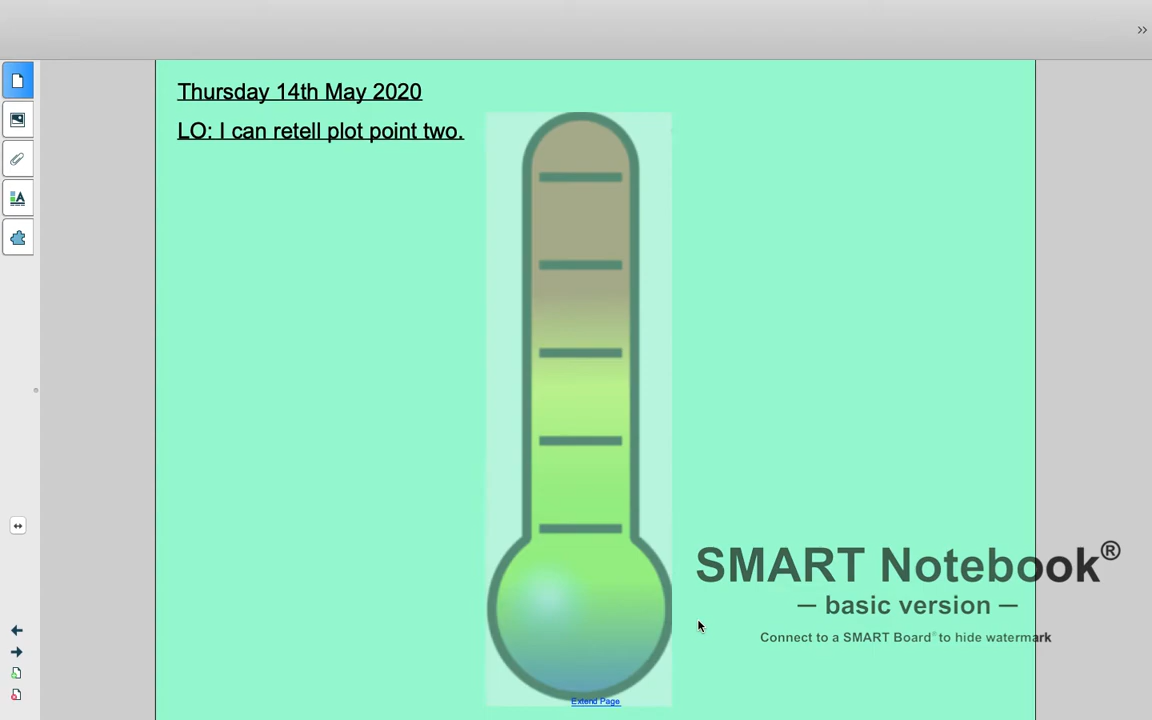 Thursday 14th May 2020
LO: I can retell plot point two.
SMART Notebook®
— basic version —
Connect to a SMART Board® to hide watermark
Extend Page